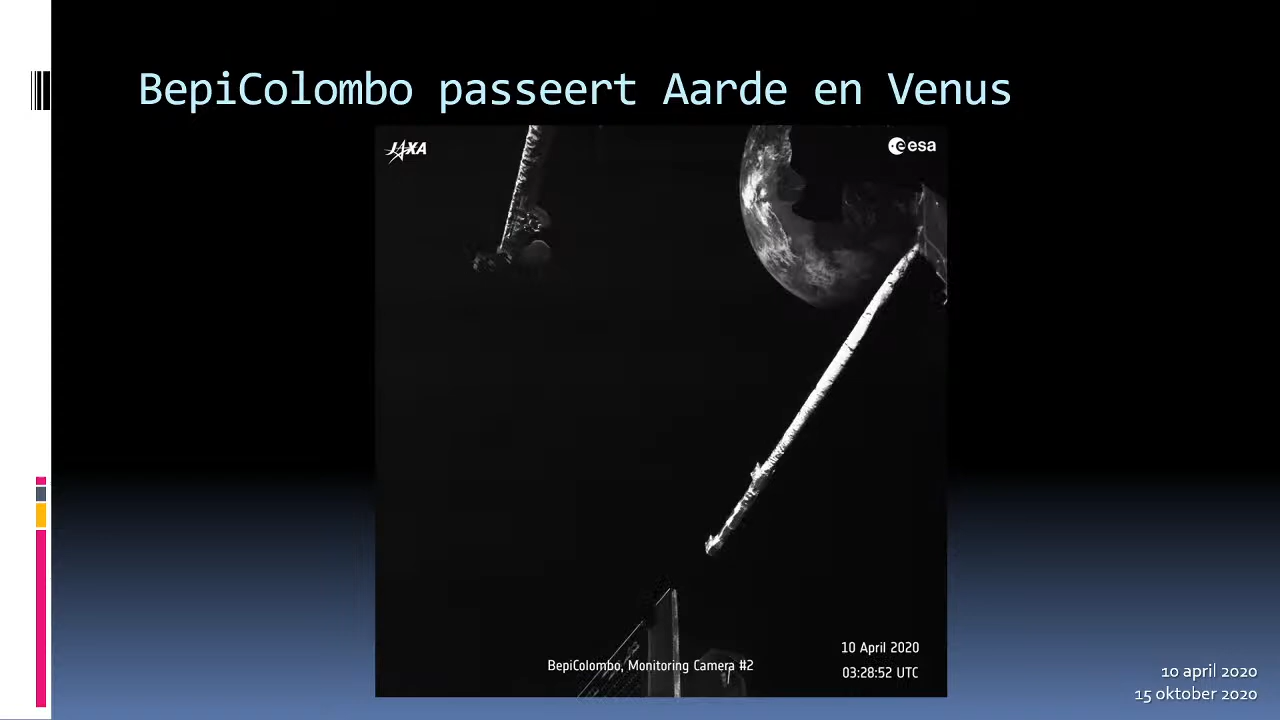 BepiColombo passeert Aarde en Venus
JAXA
esa
10 April 2020
BepiColombo, Monitoring Camera #2
03:28:52 UTC
10 april 2020
15 oktober 2020